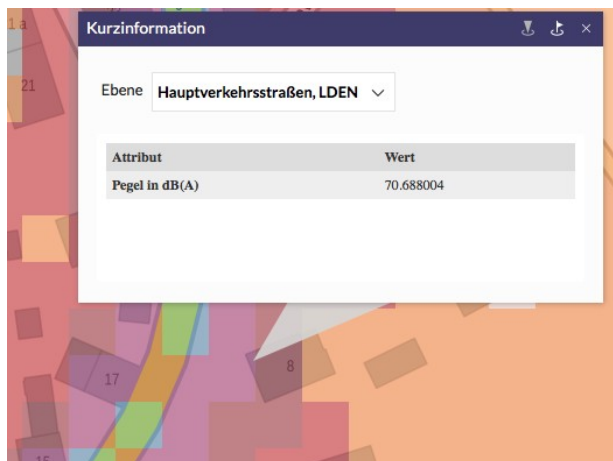 1 a
Kurzinformation
21
Ebene Hauptverkehrsstraßen, LDEN
Attribut Wert
Pegel in dB(A) 70.688004
8
17
15